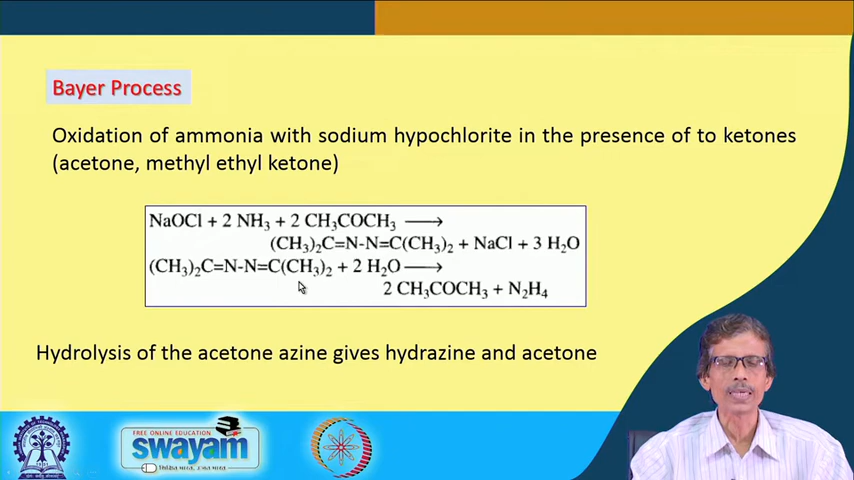 Bayer Process
Oxidation of ammonia with sodium hypochlorite in the presence of to ketones
(acetone, methyl ethyl ketone)
NaOCl + 2 NH₃ + 2 CH₃COCH₃ ⟶
(CH₃)₂C=N-N=C(CH₃)₂ + NaCl + 3 H₂O
(CH₃)₂C=N-N=C(CH₃)₂ + 2 H₂O ⟶
2 CH₃COCH₃ + N₂H₄
Hydrolysis of the acetone azine gives hydrazine and acetone
FREE ONLINE EDUCATION
swayam
1951